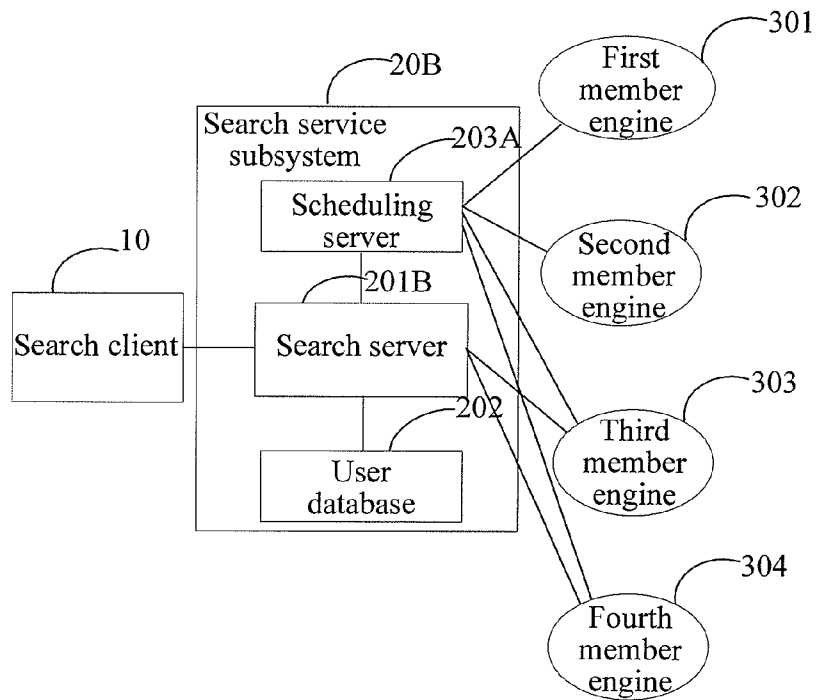 301
First
member
engine
20B
Search service
subsystem
203A
Scheduling
server
302
Second
member
engine
10
Search client
201B
Search server
303
Third
member
engine
202
User
database
304
Fourth
member
engine